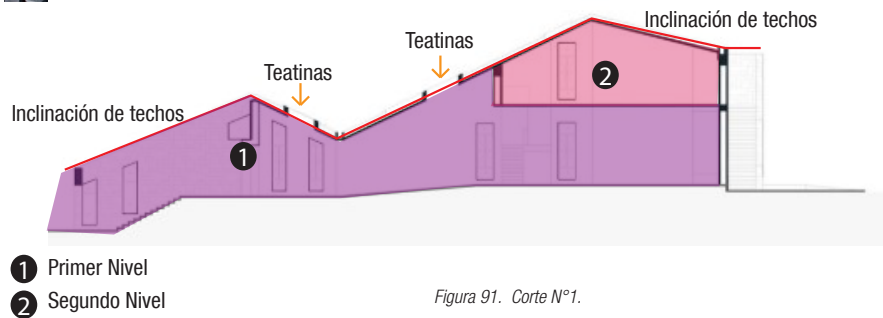 Inclinación de techos
Teatinas
Teatinas
Inclinación de techos
2
1
1 Primer Nivel
2 Segundo Nivel
Figura 91. Corte N°1.